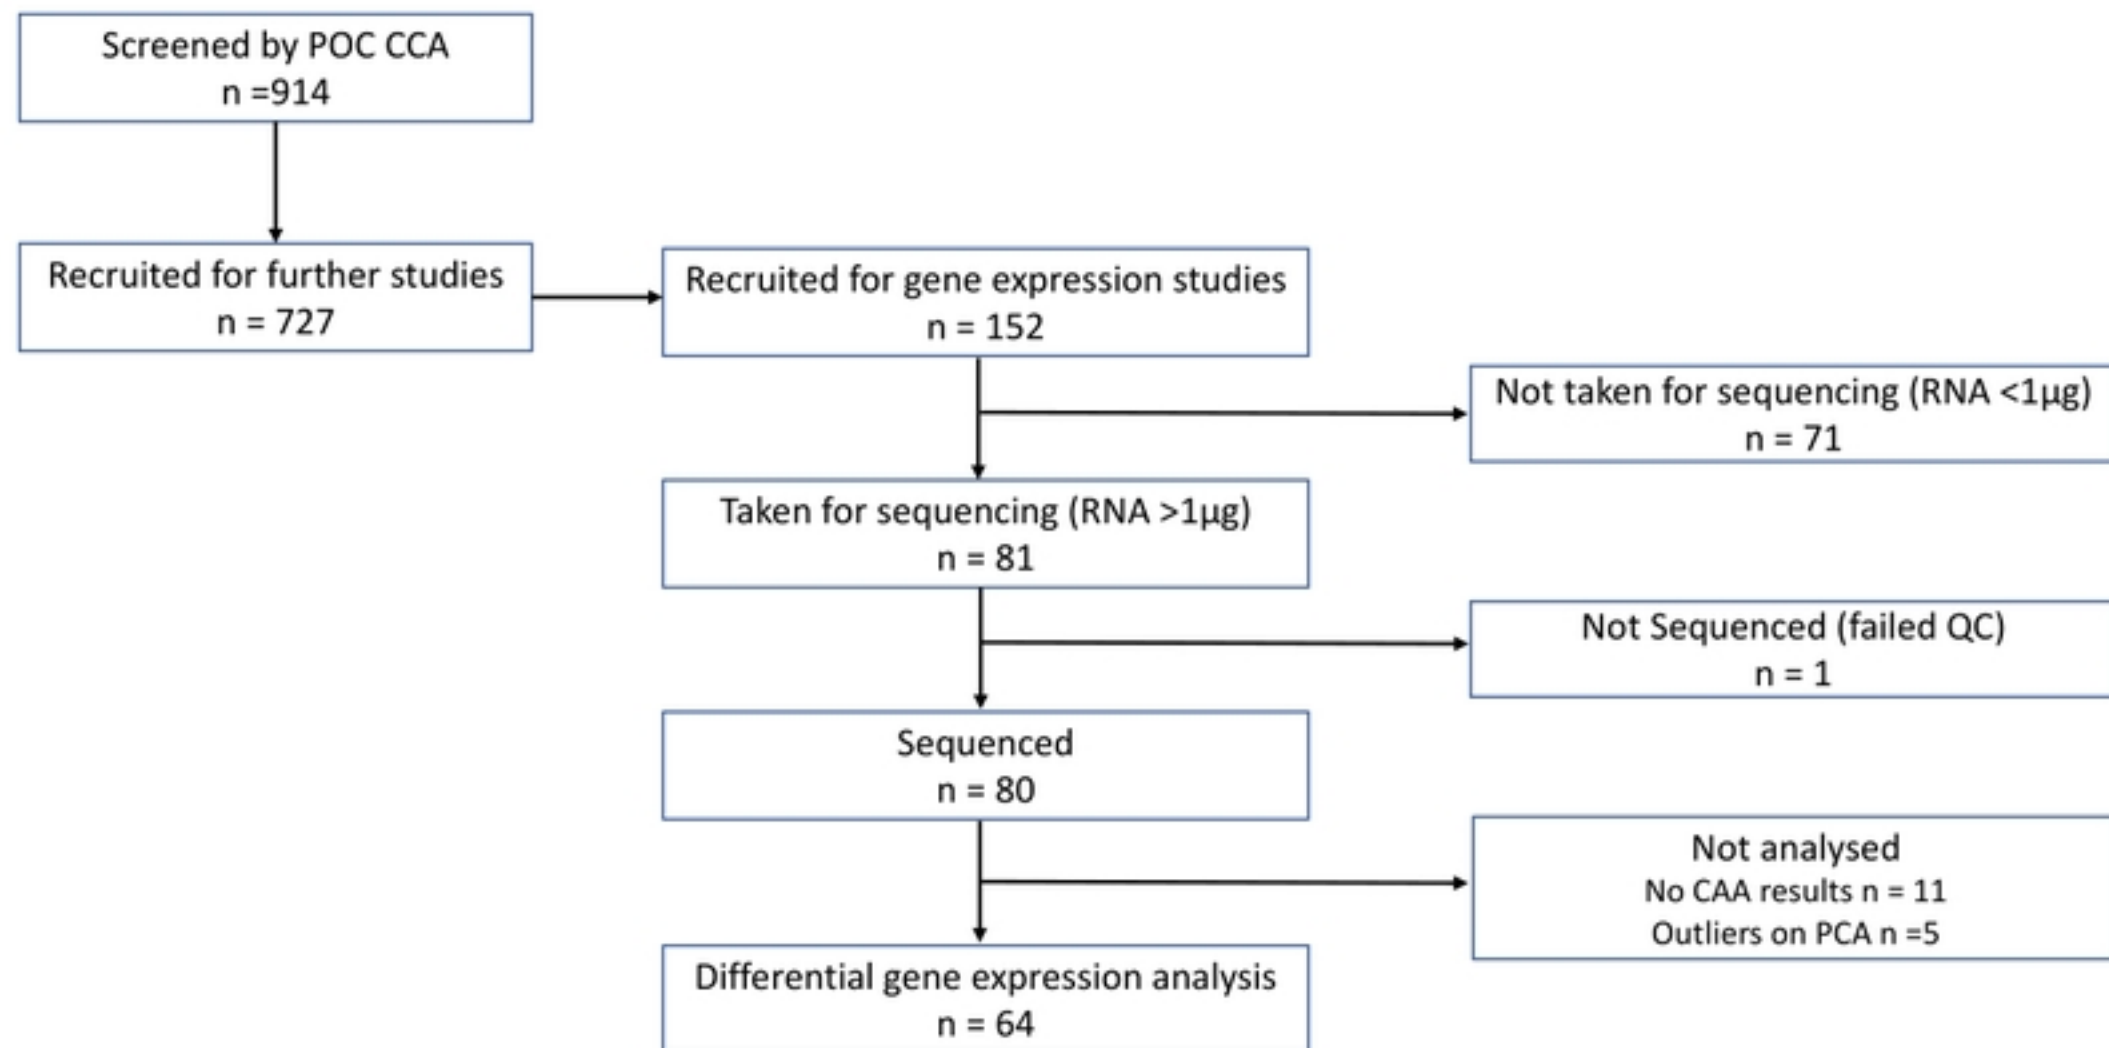 Screened by POC CCA
n =914
Recruited for further studies
n = 727
Recruited for gene expression studies
n = 152
Not taken for sequencing (RNA <1µg)
n = 71
Taken for sequencing (RNA >1µg)
n = 81
Not Sequenced (failed QC)
n = 1
Sequenced
n = 80
Not analysed
No CAA results n = 11
Outliers on PCA n =5
Differential gene expression analysis
n = 64